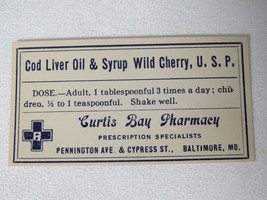 Cod Liver Oil & Syrup Wild Cherry, U. S. P.
DOSE.—Adult, 1 tablespoonful 3 times a day; chil-
dren, ½ to 1 teaspoonful. Shake well.
Curtis Bay Pharmacy
PRESCRIPTION SPECIALISTS
PENNINGTON AVE. & CYPRESS ST., BALTIMORE, MD.